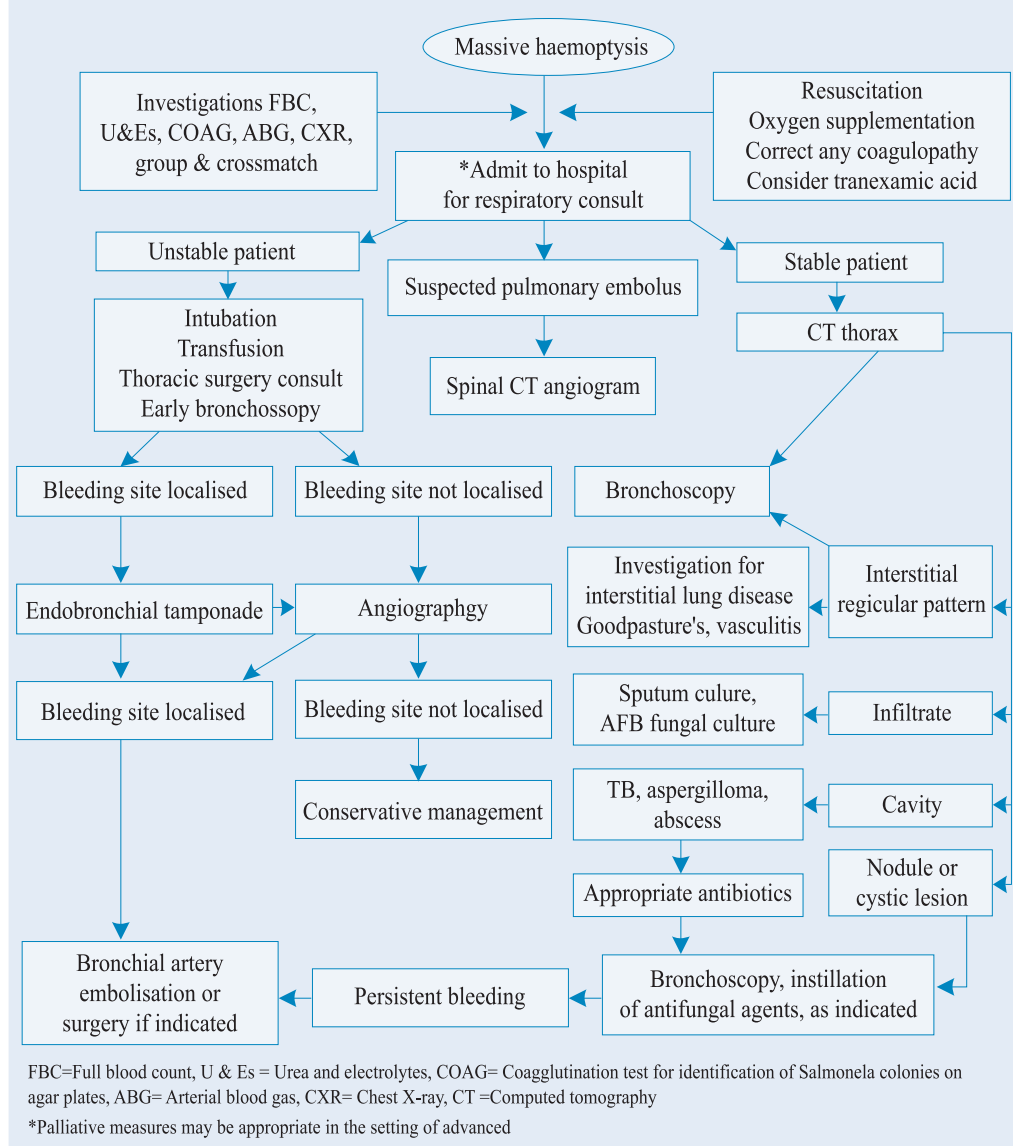 Massive haemoptysis
Investigations FBC,
U&Es, COAG, ABG, CXR,
group & crossmatch
Resuscitation
Oxygen supplementation
Correct any coagulopathy
Consider tranexamic acid
*Admit to hospital
for respiratory consult
Unstable patient
Suspected pulmonary embolus
Stable patient
Intubation
Transfusion
Thoracic surgery consult
Early bronchossopy
Spinal CT angiogram
CT thorax
Bleeding site localised
Bleeding site not localised
Bronchoscopy
Investigation for
interstitial lung disease
Goodpasture's, vasculitis
Interstitial
regicular pattern
Endobronchial tamponade
Angiographgy
Bleeding site localised
Bleeding site not localised
Sputum culure,
AFB fungal culture
Infiltrate
Conservative management
TB, aspergilloma,
abscess
Cavity
Appropriate antibiotics
Nodule or
cystic lesion
Bronchial artery
embolisation or
surgery if indicated
Persistent bleeding
Bronchoscopy, instillation
of antifungal agents, as indicated
FBC=Full blood count, U & Es = Urea and electrolytes, COAG= Coagglutination test for identification of Salmonela colonies on
agar plates, ABG= Arterial blood gas, CXR= Chest X-ray, CT =Computed tomography
*Palliative measures may be appropriate in the setting of advanced